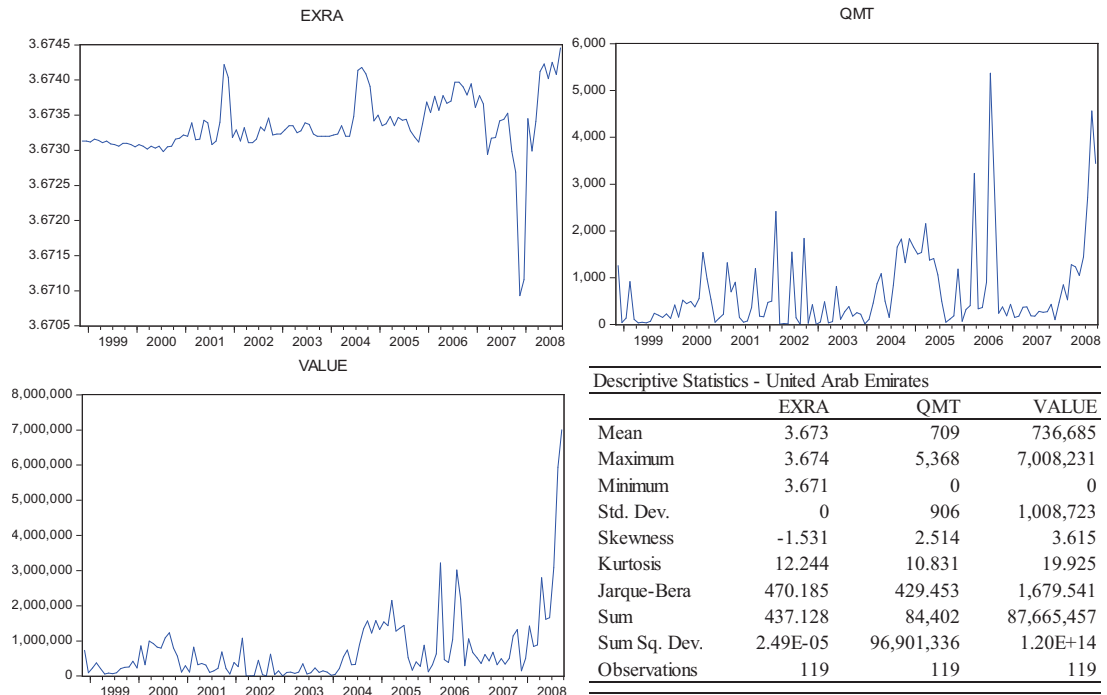 EXRA
3.6745
3.6740
3.6735
3.6730
3.6725
3.6720
3.6715
3.6710
3.6705
1999 2000 2001 2002 2003 2004 2005 2006 2007 2008
QMT
6,000
5,000
4,000
3,000
2,000
1,000
0
1999 2000 2001 2002 2003 2004 2005 2006 2007 2008
VALUE
8,000,000
7,000,000
6,000,000
5,000,000
4,000,000
3,000,000
2,000,000
1,000,000
0
1999 2000 2001 2002 2003 2004 2005 2006 2007 2008
Descriptive Statistics - United Arab Emirates
EXRA QMT VALUE
Mean 3.673 709 736,685
Maximum 3.674 5,368 7,008,231
Minimum 3.671 0 0
Std. Dev. 0 906 1,008,723
Skewness -1.531 2.514 3.615
Kurtosis 12.244 10.831 19.925
Jarque-Bera 470.185 429.453 1,679.541
Sum 437.128 84,402 87,665,457
Sum Sq. Dev. 2.49E-05 96,901,336 1.20E+14
Observations 119 119 119